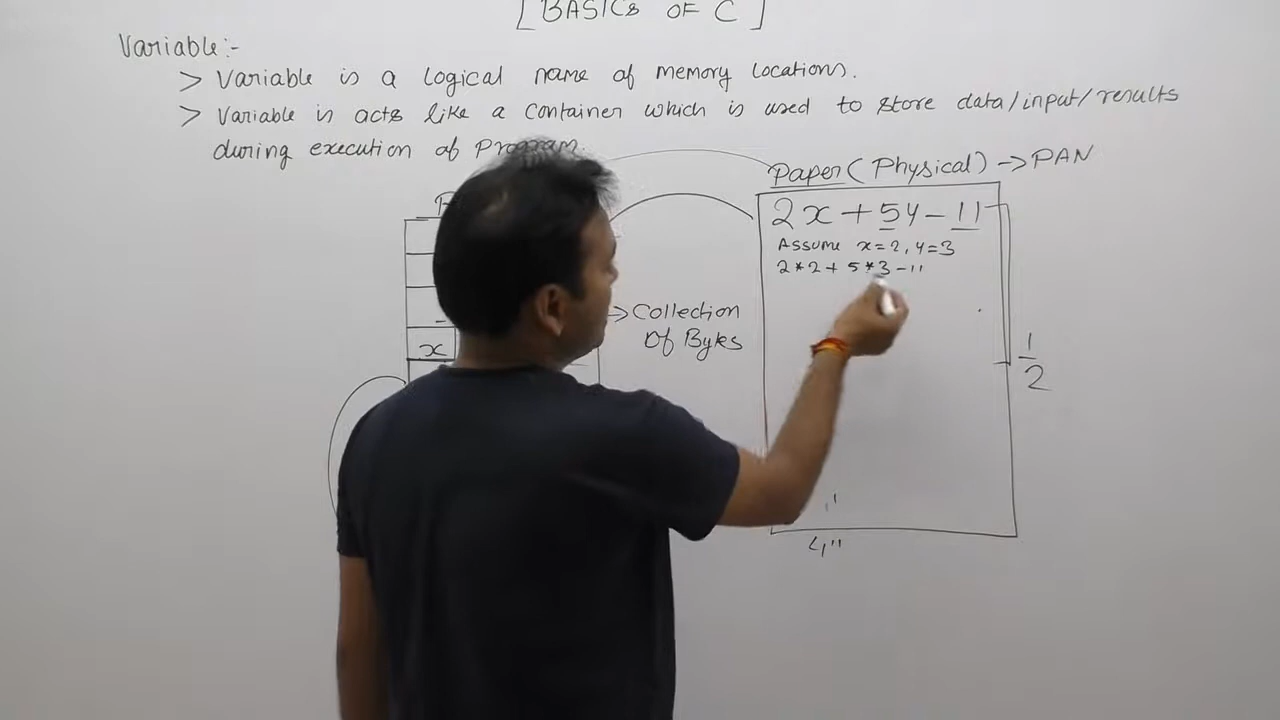 [ BASICS OF C ]
Variable:-
> Variable is a logical name of memory locations.
> Variable is acts like a container which is used to store data/input/results
during execution of Program.
Paper (Physical) -> PAN
2x + 5y - 11
Assume x=2, y=3
2*2 + 5*3 - 11
-> Collection
Of Bytes
x
1
2
4"